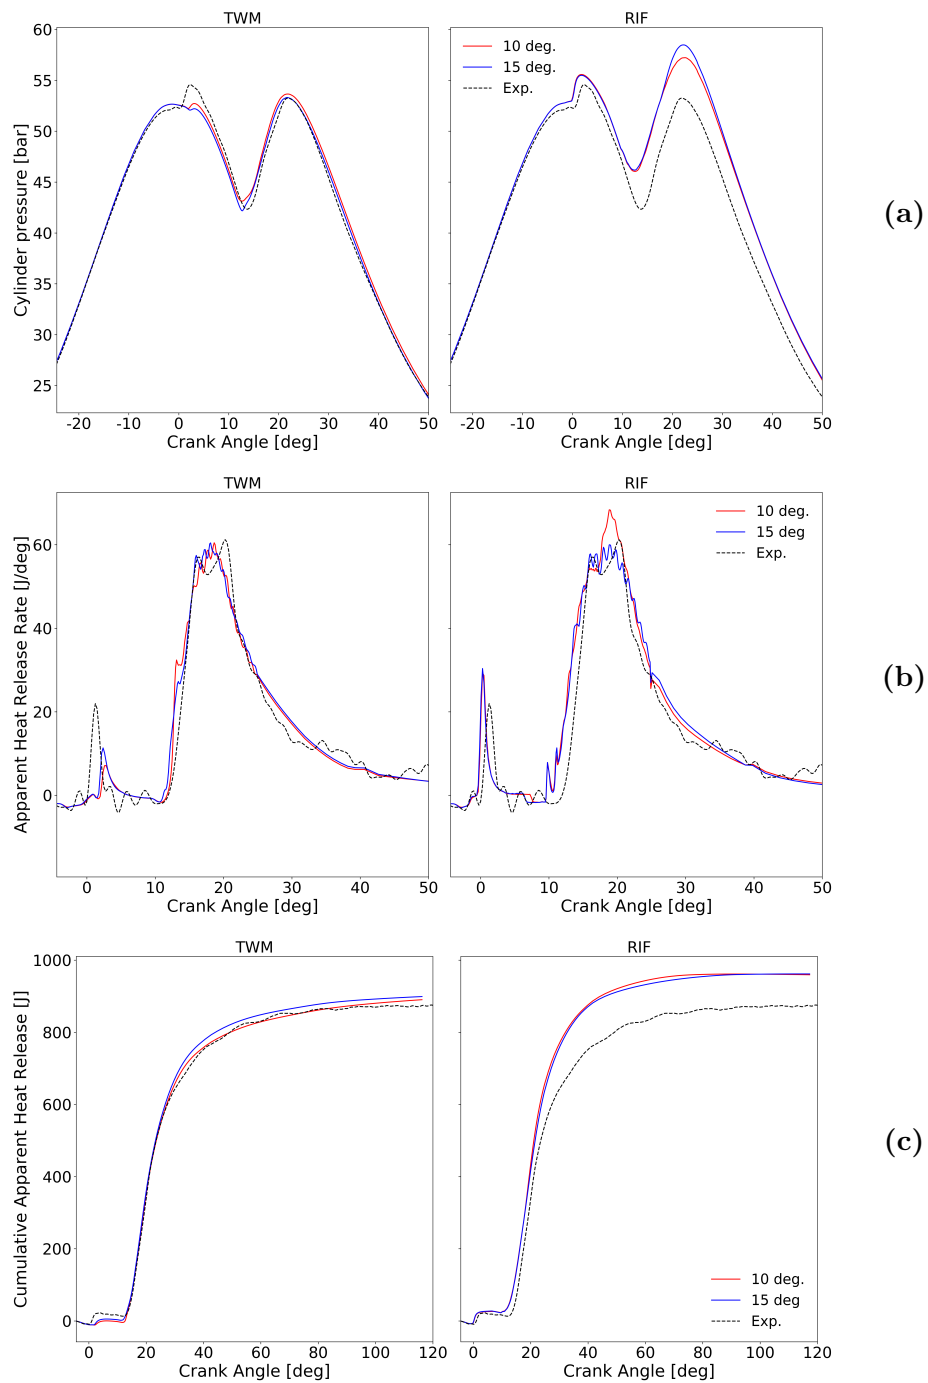 TWM
RIF
60
55
50
45
40
35
30
25
Cylinder pressure [bar]
10 deg.
15 deg.
Exp.
-20 -10 0 10 20 30 40 50
-20 -10 0 10 20 30 40 50
Crank Angle [deg]
Crank Angle [deg]
(a)
TWM
RIF
60
40
20
0
Apparent Heat Release Rate [J/deg]
10 deg.
15 deg
Exp.
0 10 20 30 40 50
0 10 20 30 40 50
Crank Angle [deg]
Crank Angle [deg]
(b)
TWM
RIF
1000
800
600
400
200
0
Cumulative Apparent Heat Release [J]
10 deg.
15 deg
Exp.
0 20 40 60 80 100 120
0 20 40 60 80 100 120
Crank Angle [deg]
Crank Angle [deg]
(c)